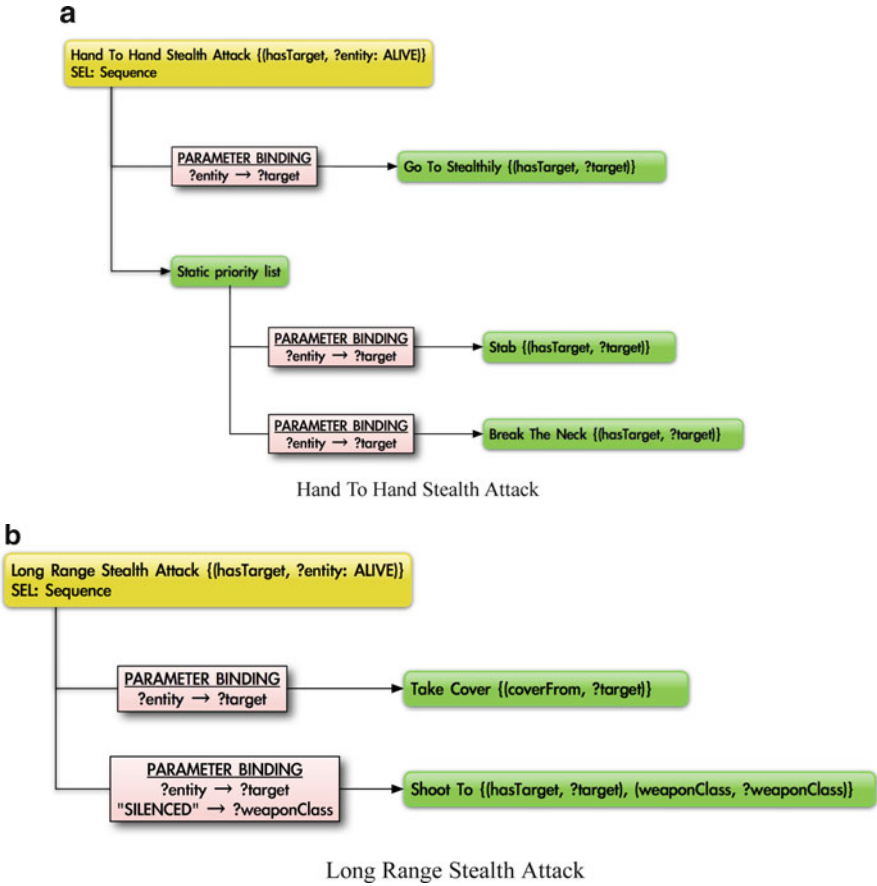 a
Hand To Hand Stealth Attack {(hasTarget, ?entity: ALIVE)}
SEL: Sequence
PARAMETER BINDING
?entity → ?target
Go To Stealthily {(hasTarget, ?target)}
Static priority list
PARAMETER BINDING
?entity → ?target
Stab {(hasTarget, ?target)}
PARAMETER BINDING
?entity → ?target
Break The Neck {(hasTarget, ?target)}
Hand To Hand Stealth Attack
b
Long Range Stealth Attack {(hasTarget, ?entity: ALIVE)}
SEL: Sequence
PARAMETER BINDING
?entity → ?target
Take Cover {(coverFrom, ?target)}
PARAMETER BINDING
?entity → ?target
"SILENCED" → ?weaponClass
Shoot To {(hasTarget, ?target), (weaponClass, ?weaponClass)}
Long Range Stealth Attack